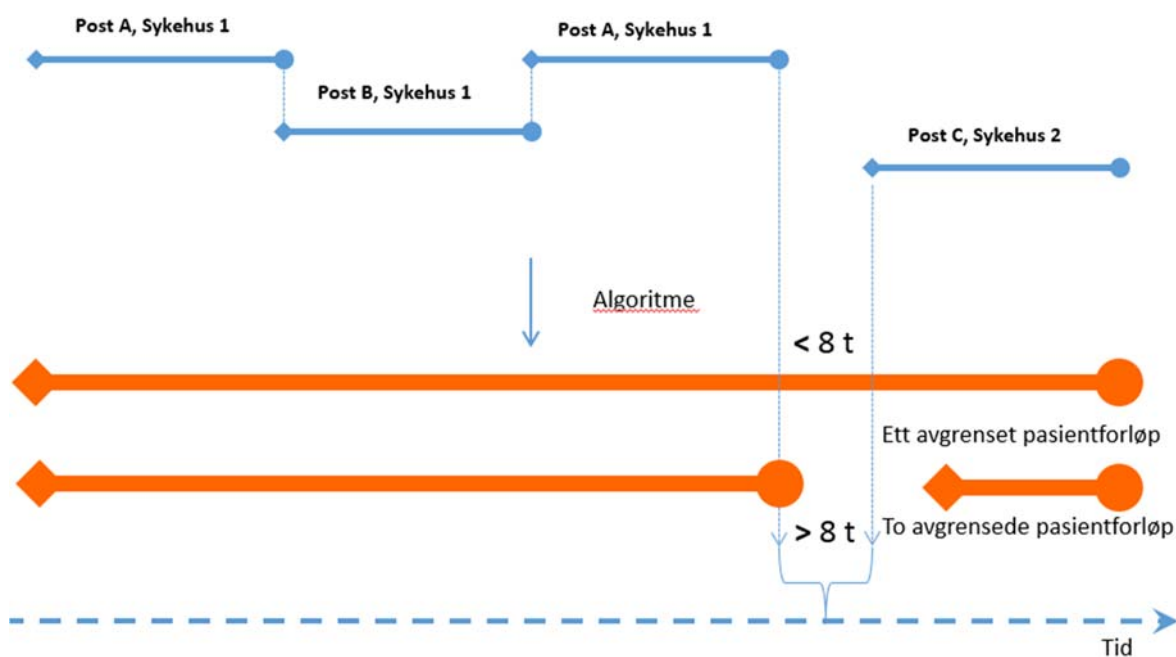 Post A, Sykehus 1
Post A, Sykehus 1
Post B, Sykehus 1
Post C, Sykehus 2
Algoritme
< 8 t
Ett avgrenset pasientforløp
> 8 t
To avgrensede pasientforløp
Tid